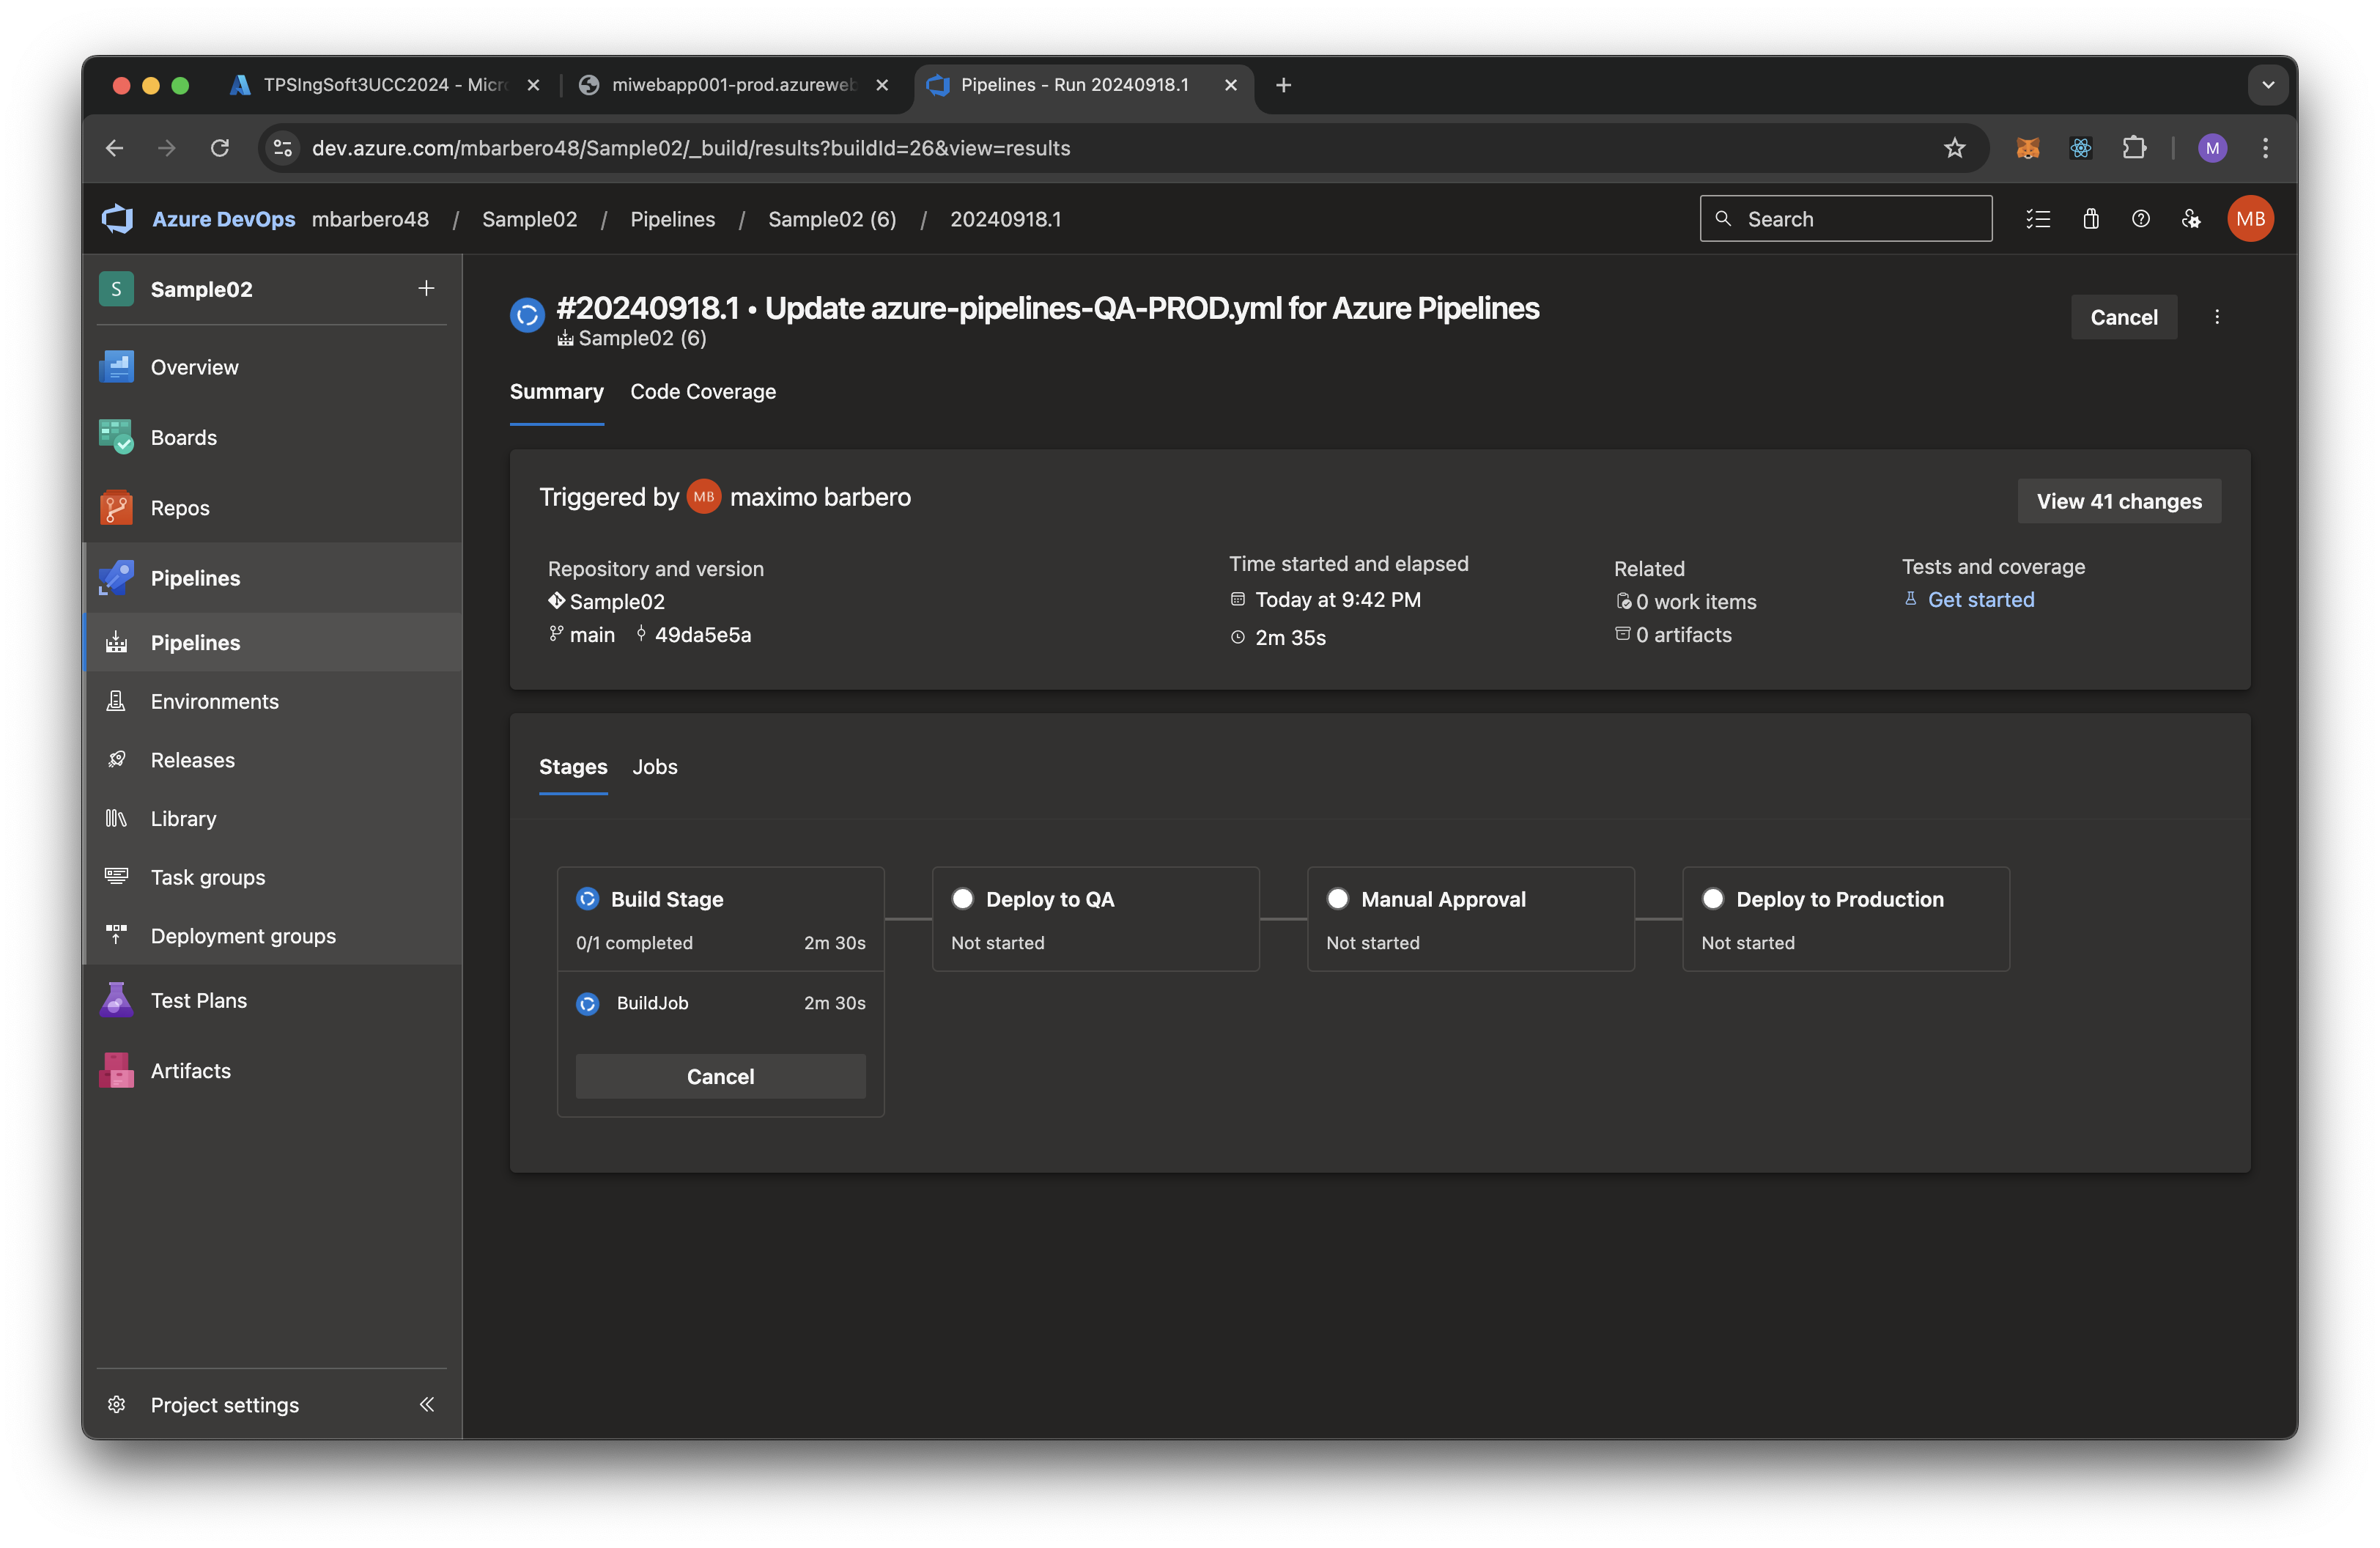 TPSIngSoft3UCC2024 - Micr
miwebapp001-prod.azureweb
Pipelines - Run 20240918.1
dev.azure.com/mbarbero48/Sample02/_build/results?buildId=26&view=results
M
Azure DevOps mbarbero48 / Sample02 / Pipelines / Sample02 (6) / 20240918.1
Search
MB
S Sample02
Overview
Boards
Repos
Pipelines
Pipelines
Environments
Releases
Library
Task groups
Deployment groups
Test Plans
Artifacts
Project settings
#20240918.1 • Update azure-pipelines-QA-PROD.yml for Azure Pipelines
Sample02 (6)
Cancel
Summary Code Coverage
Triggered by MB maximo barbero
View 41 changes
Repository and version
Sample02
main 49da5e5a
Time started and elapsed
Today at 9:42 PM
2m 35s
Related
0 work items
0 artifacts
Tests and coverage
Get started
Stages Jobs
Build Stage
0/1 completed 2m 30s
BuildJob 2m 30s
Cancel
Deploy to QA
Not started
Manual Approval
Not started
Deploy to Production
Not started